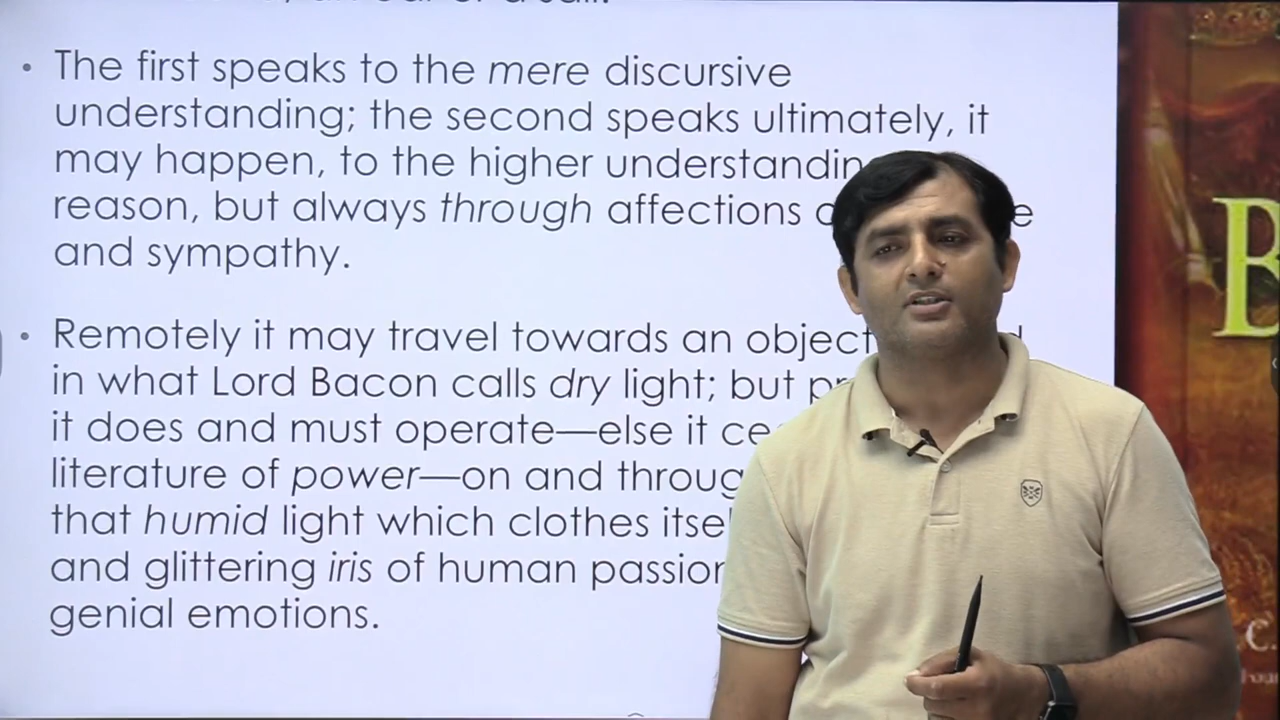 The first speaks to the mere discursive
understanding; the second speaks ultimately, it
may happen, to the higher understanding
reason, but always through affections
and sympathy.
Remotely it may travel towards an object
in what Lord Bacon calls dry light; but
it does and must operate—else it
literature of power—on and through
that humid light which clothes itself
and glittering iris of human passion
genial emotions.
B
C.